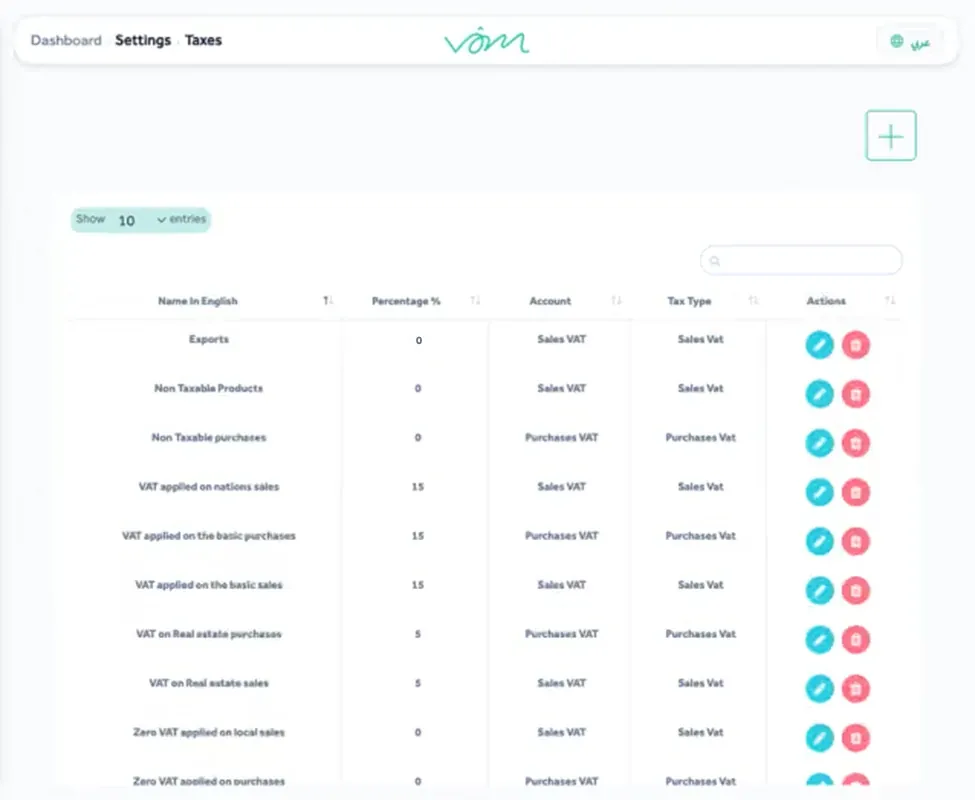 Dashboard Settings Taxes
vom
عربي
Show 10 entries
Name In English Percentage % Account Tax Type Actions
Exports 0 Sales VAT Sales Vat
Non Taxable Products 0 Sales VAT Sales Vat
Non Taxable purchases 0 Purchases VAT Purchases Vat
VAT applied on nations sales 15 Sales VAT Sales Vat
VAT applied on the basic purchases 15 Purchases VAT Purchases Vat
VAT applied on the basic sales 15 Sales VAT Sales Vat
VAT on Real estate purchases 5 Purchases VAT Purchases Vat
VAT on Real estate sales 5 Sales VAT Sales Vat
Zero VAT applied on local sales 0 Sales VAT Sales Vat
Zero VAT applied on purchases 0 Purchases VAT Purchases Vat